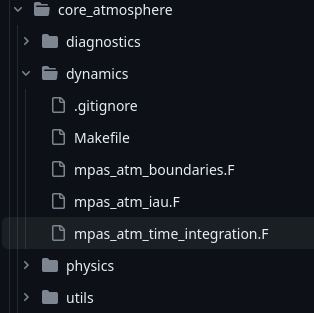 core_atmosphere
diagnostics
dynamics
.gitignore
Makefile
mpas_atm_boundaries.F
mpas_atm_iau.F
mpas_atm_time_integration.F
physics
utils